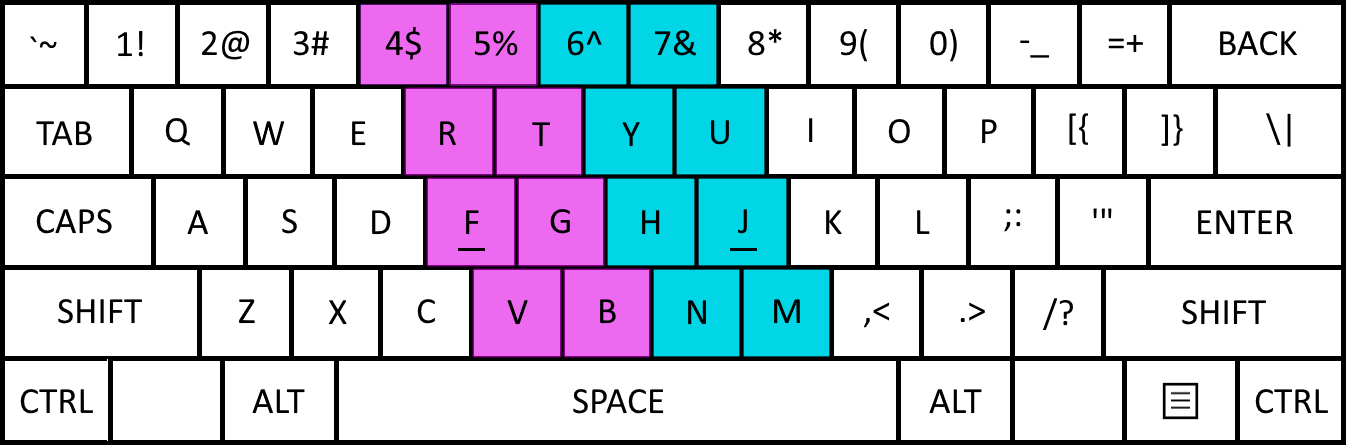 `~ 1! 2@ 3# 4$ 5% 6^ 7& 8* 9( 0) -_ =+ BACK
TAB Q W E R T Y U I O P [{ ]} \|
CAPS A S D F G H J K L ;: '" ENTER
SHIFT Z X C V B N M ,< .> /? SHIFT
CTRL ALT SPACE ALT CTRL